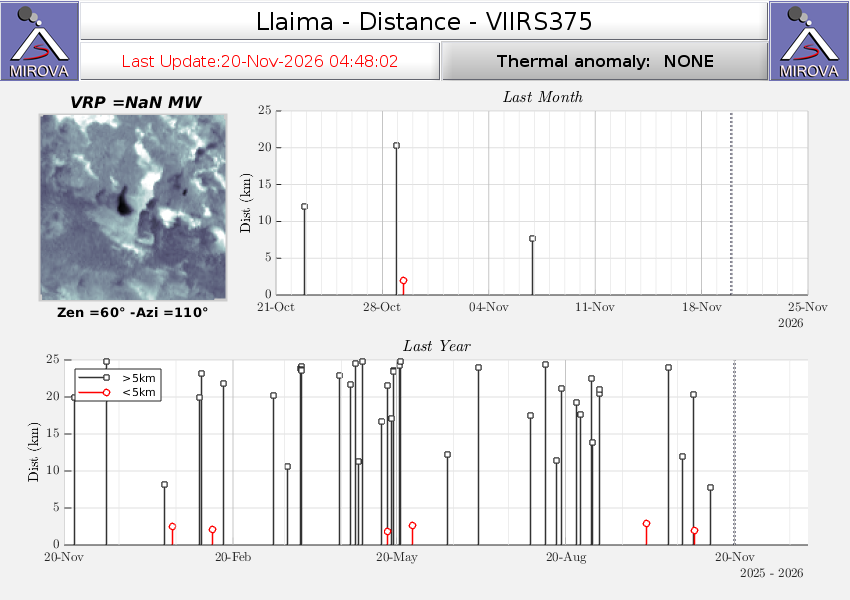 Llaima - Distance - VIIRS375
MIROVA
Last Update:20-Nov-2026 04:48:02
Thermal anomaly: NONE
MIROVA
VRP =NaN MW
Zen =60° -Azi =110°
Last Month
Dist (km)
25
20
15
10
5
0
21-Oct 28-Oct 04-Nov 11-Nov 18-Nov 25-Nov
2026
Last Year
Dist (km)
25
20
15
10
5
0
>5km
<5km
20-Nov 20-Feb 20-May 20-Aug 20-Nov
2025 - 2026